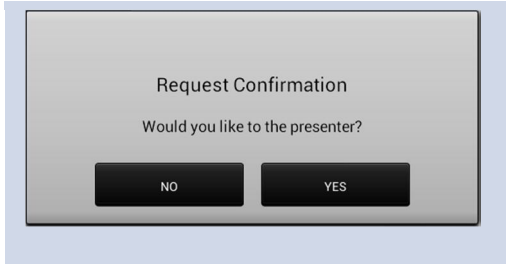 Request Confirmation
Would you like to the presenter?
NO
YES